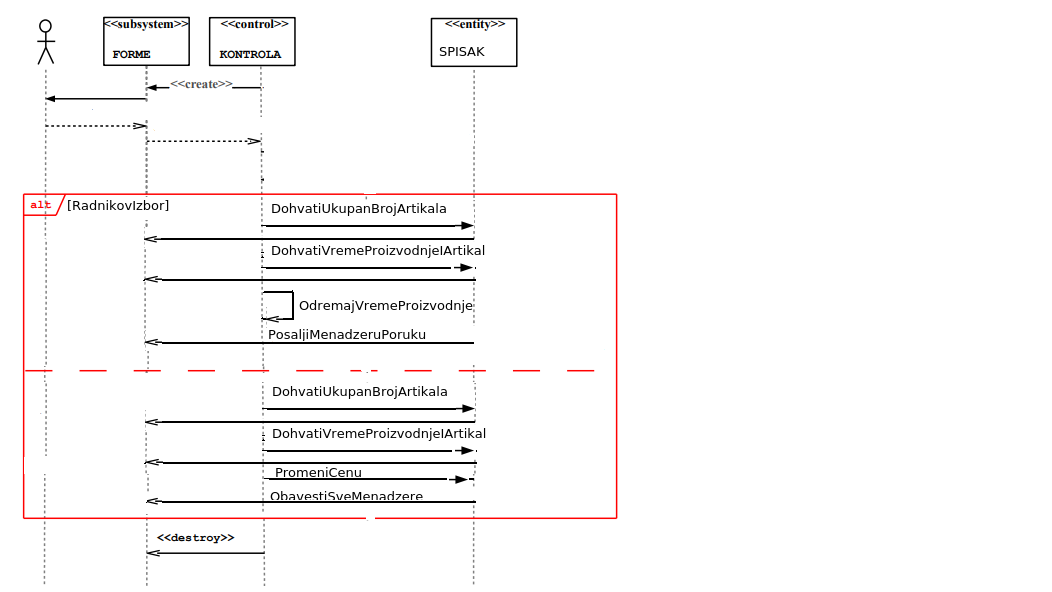 <<subsystem>>
FORME
<<control>>
KONTROLA
<<entity>>
SPISAK
<<create>>
alt
[RadnikovIzbor]
DohvatiUkupanBrojArtikala
DohvatiVremeProizvodnjeIArtikal
OdremajVremeProizvodnje
PosaljiMenadzeruPoruku
DohvatiUkupanBrojArtikala
DohvatiVremeProizvodnjeIArtikal
PromeniCenu
ObavestiSveMenadzere
<<destroy>>